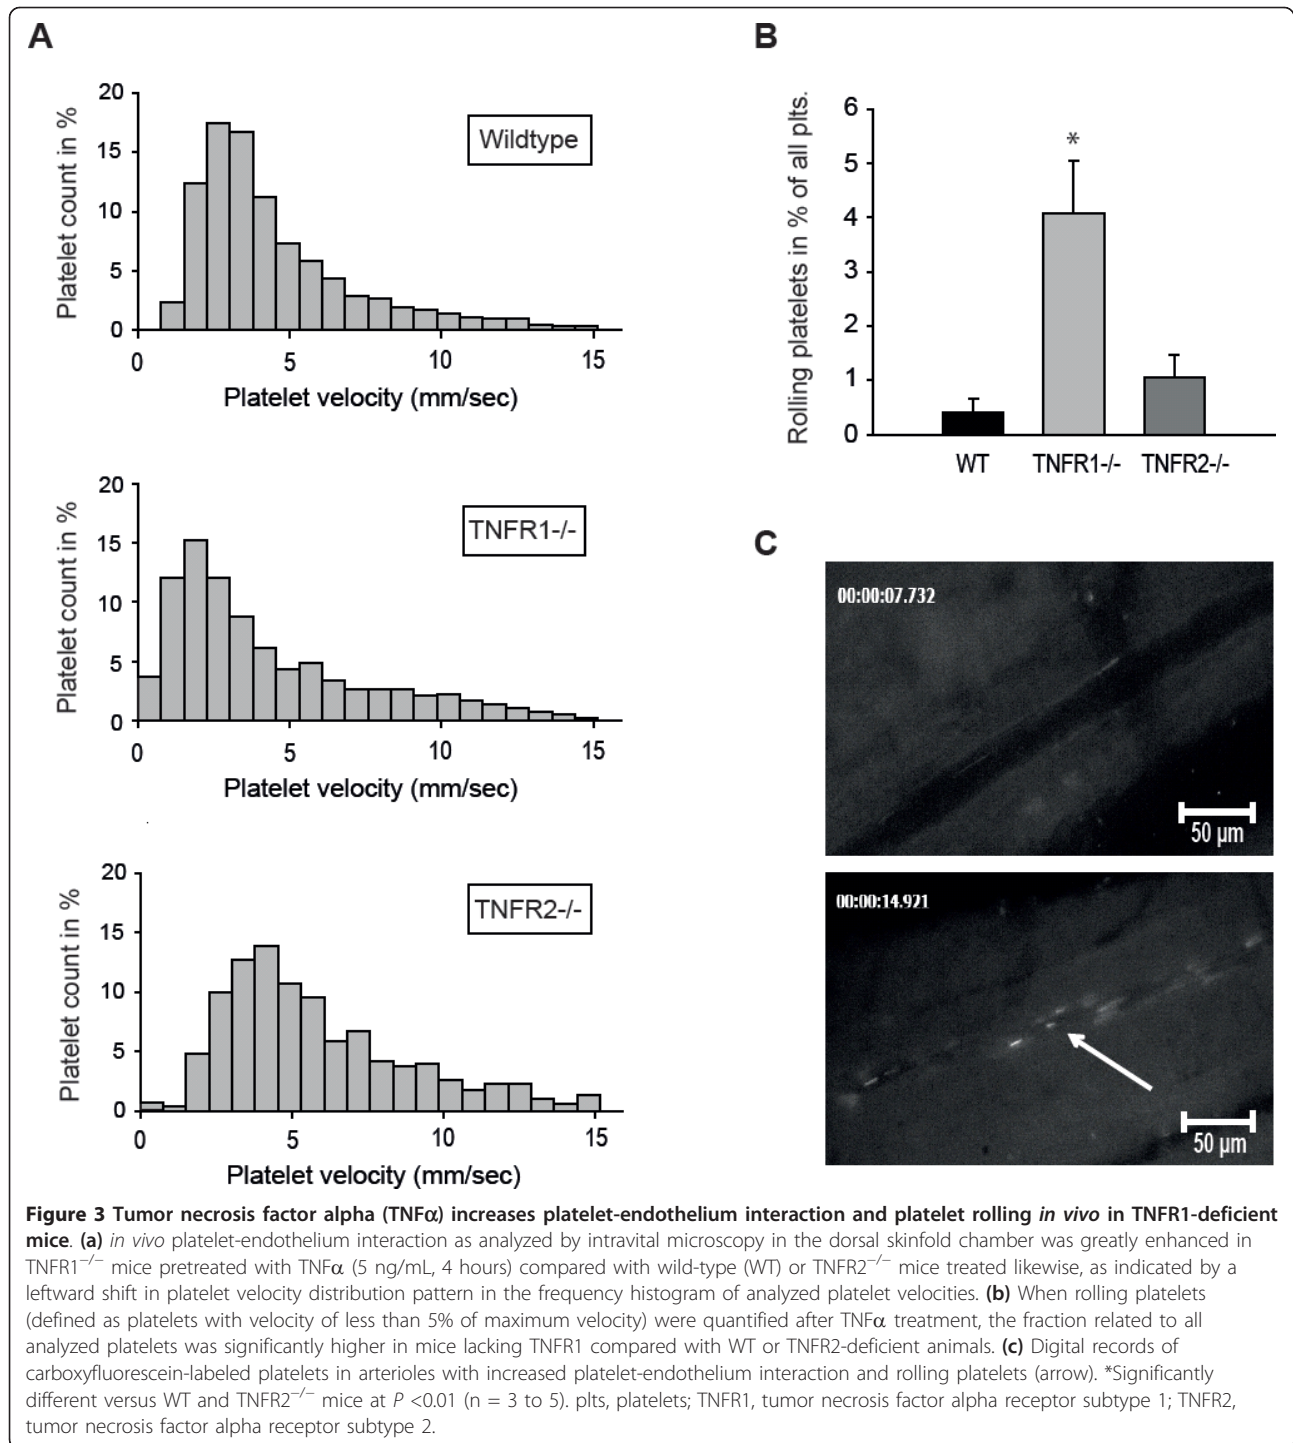 A
20
15
10
5
0
Platelet count in %
Wildtype
0 5 10 15
Platelet velocity (mm/sec)
20
15
10
5
0
Platelet count in %
TNFR1-/-
0 5 10 15
Platelet velocity (mm/sec)
20
15
10
5
0
Platelet count in %
TNFR2-/-
0 5 10 15
Platelet velocity (mm/sec)
B
6
5
4
3
2
1
0
Rolling platelets in % of all plts.
*
WT TNFR1-/- TNFR2-/-
C
00:00:07.732
50 µm
00:00:14.921
50 µm
Figure 3 Tumor necrosis factor alpha (TNFα) increases platelet-endothelium interaction and platelet rolling in vivo in TNFR1-deficient
mice. (a) in vivo platelet-endothelium interaction as analyzed by intravital microscopy in the dorsal skinfold chamber was greatly enhanced in
TNFR1−/− mice pretreated with TNFα (5 ng/mL, 4 hours) compared with wild-type (WT) or TNFR2−/− mice treated likewise, as indicated by a
leftward shift in platelet velocity distribution pattern in the frequency histogram of analyzed platelet velocities. (b) When rolling platelets
(defined as platelets with velocity of less than 5% of maximum velocity) were quantified after TNFα treatment, the fraction related to all
analyzed platelets was significantly higher in mice lacking TNFR1 compared with WT or TNFR2-deficient animals. (c) Digital records of
carboxyfluorescein-labeled platelets in arterioles with increased platelet-endothelium interaction and rolling platelets (arrow). *Significantly
different versus WT and TNFR2−/− mice at P <0.01 (n = 3 to 5). plts, platelets; TNFR1, tumor necrosis factor alpha receptor subtype 1; TNFR2,
tumor necrosis factor alpha receptor subtype 2.